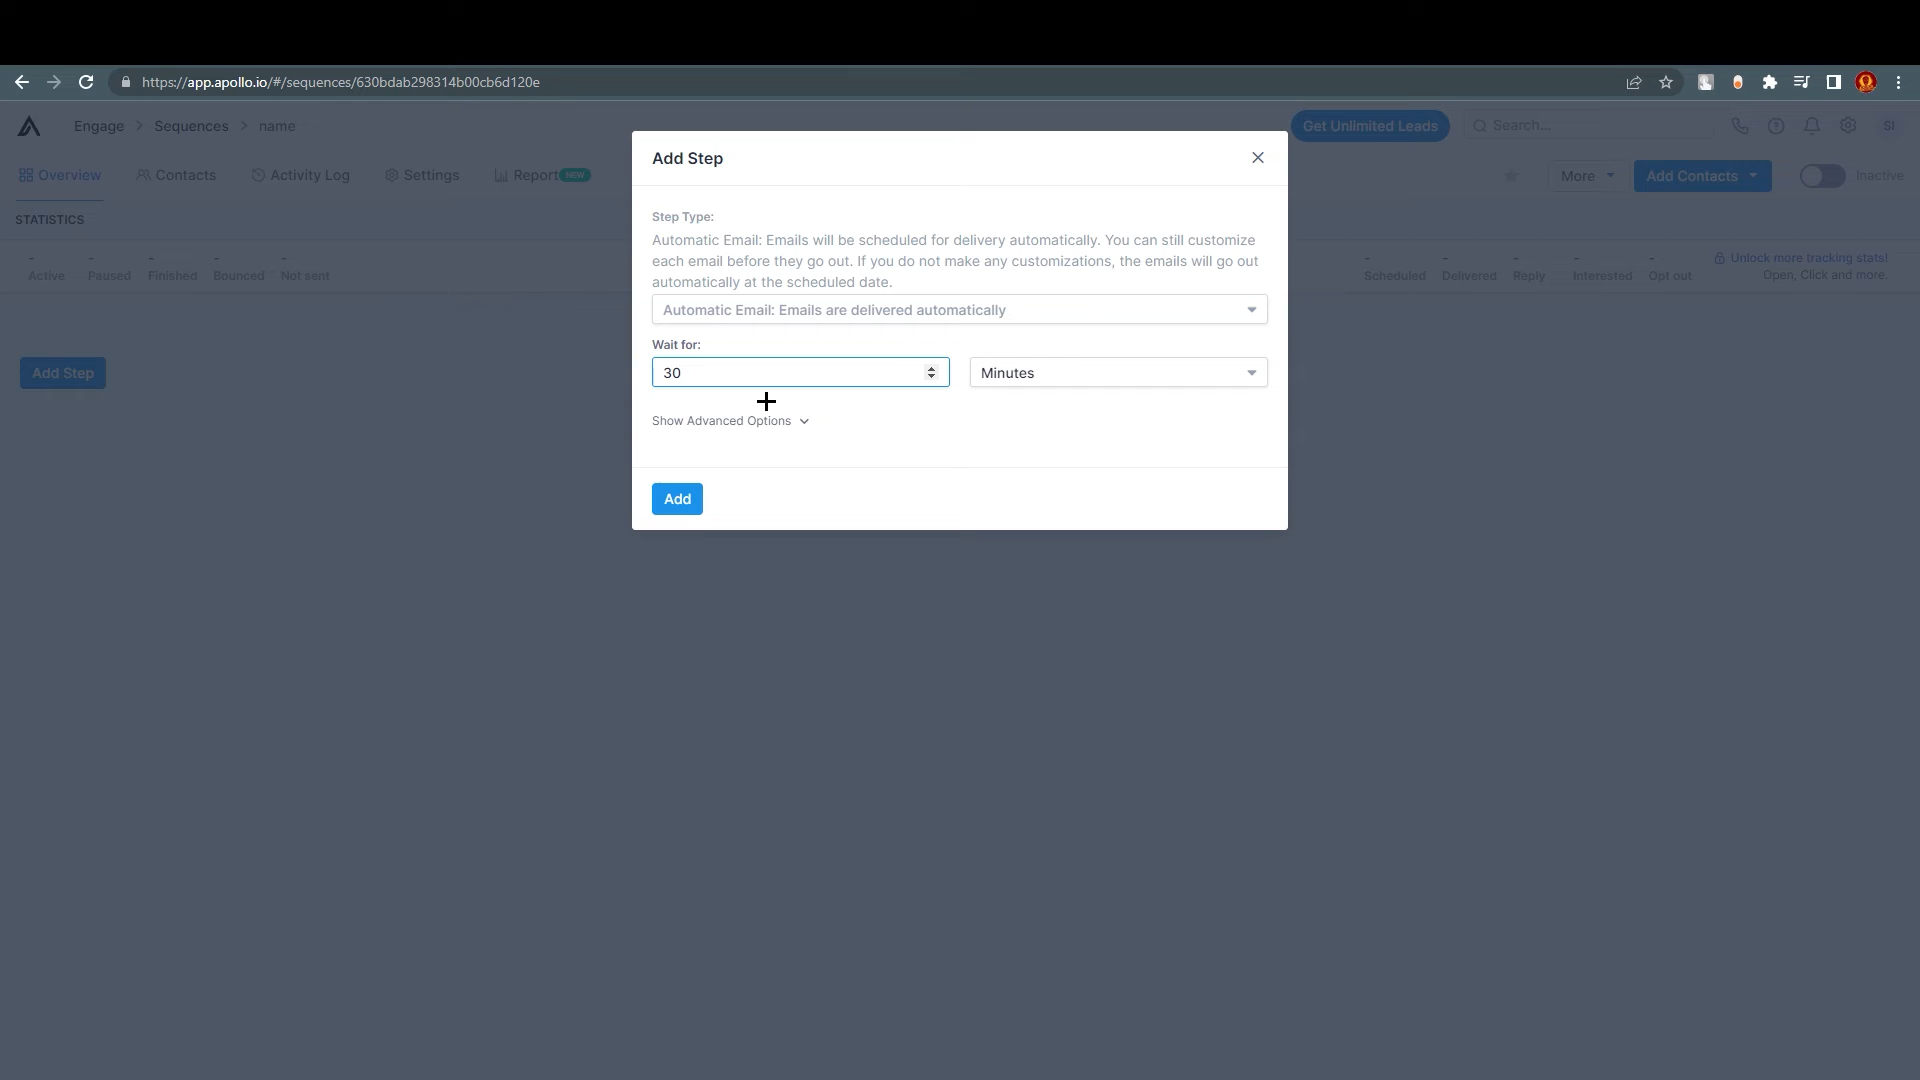 https://app.apollo.io/#/sequences/630bdab298314b00cb6d120e
Engage > Sequences > name
Get Unlimited Leads
Search...
SI
Overview
Contacts
Activity Log
Settings
Report NEW
More
Add Contacts
Inactive
STATISTICS
- - - - -
Active Paused Finished Bounced Not sent
- - - - -
Scheduled Delivered Reply Interested Opt out
Unlock more tracking stats!
Open, Click and more.
Add Step
Add Step
Step Type:
Automatic Email: Emails will be scheduled for delivery automatically. You can still customize
each email before they go out. If you do not make any customizations, the emails will go out
automatically at the scheduled date.
Automatic Email: Emails are delivered automatically
Wait for:
30
Minutes
Show Advanced Options
Add